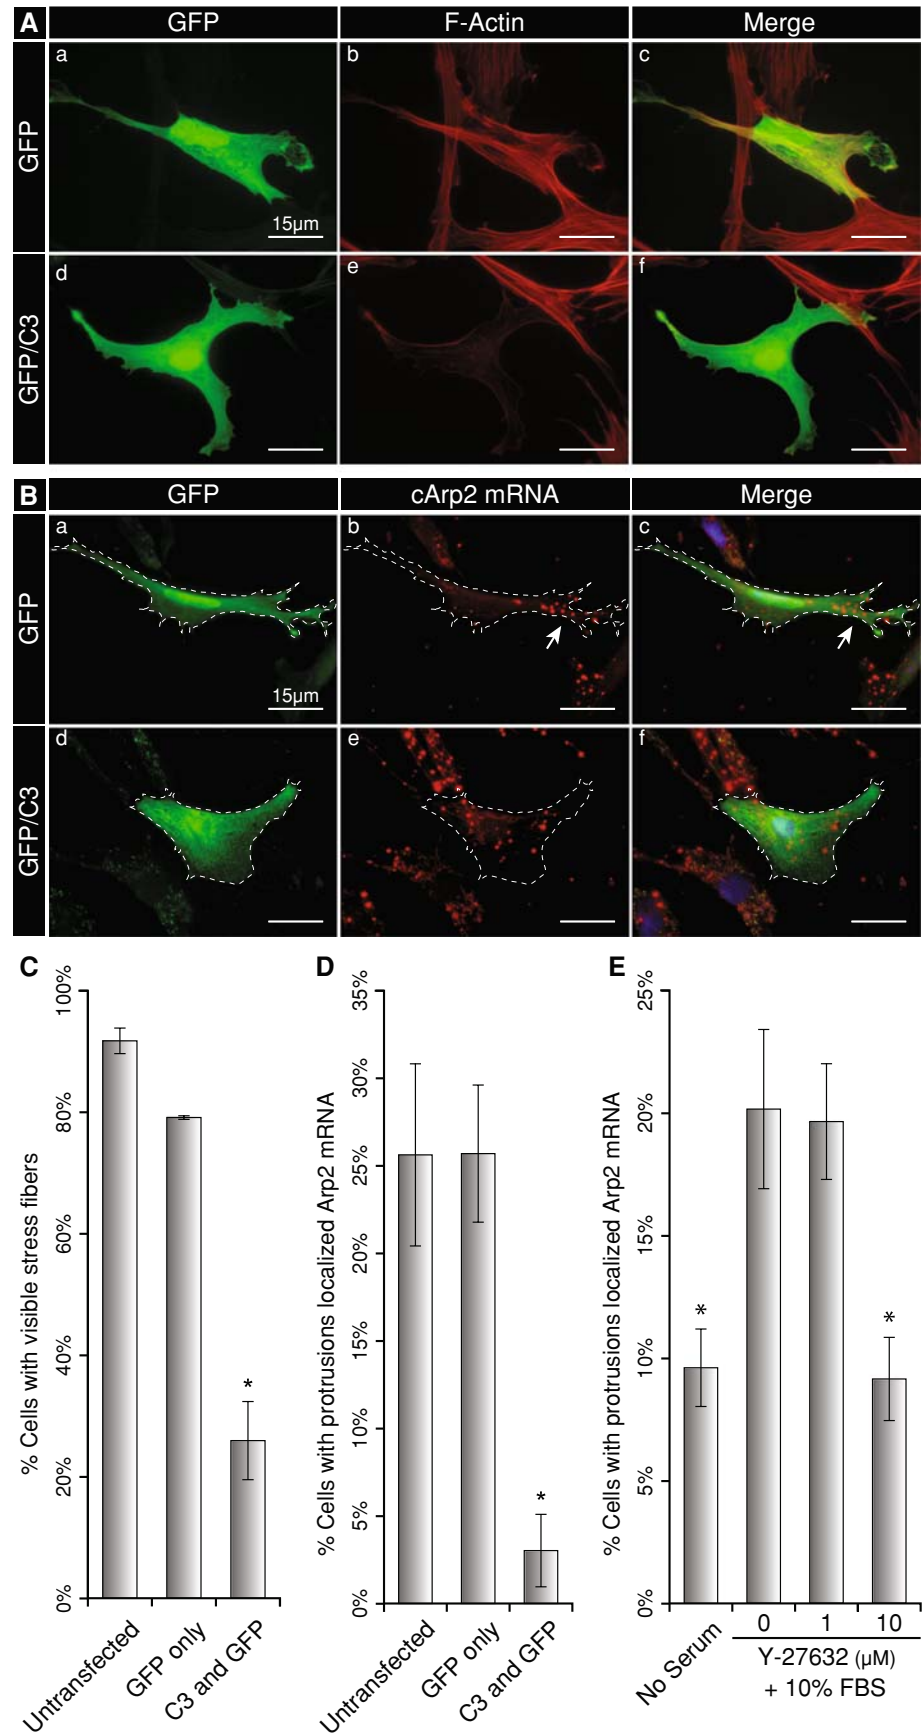 A GFP F-Actin Merge
GFP
a b c
15µm
GFP/C3
d e f
B GFP cArp2 mRNA Merge
GFP
a b c
15µm
GFP/C3
d e f
C
% Cells with visible stress fibers
100%
80%
60%
40%
20%
0%
*
Untransfected
GFP only
C3 and GFP
D
% Cells with protrusions localized Arp2 mRNA
35%
30%
25%
20%
15%
10%
5%
0%
*
Untransfected
GFP only
C3 and GFP
E
% Cells with protrusions localized Arp2 mRNA
25%
20%
15%
10%
5%
0%
* *
No Serum
0 1 10
Y-27632 (µM)
+ 10% FBS